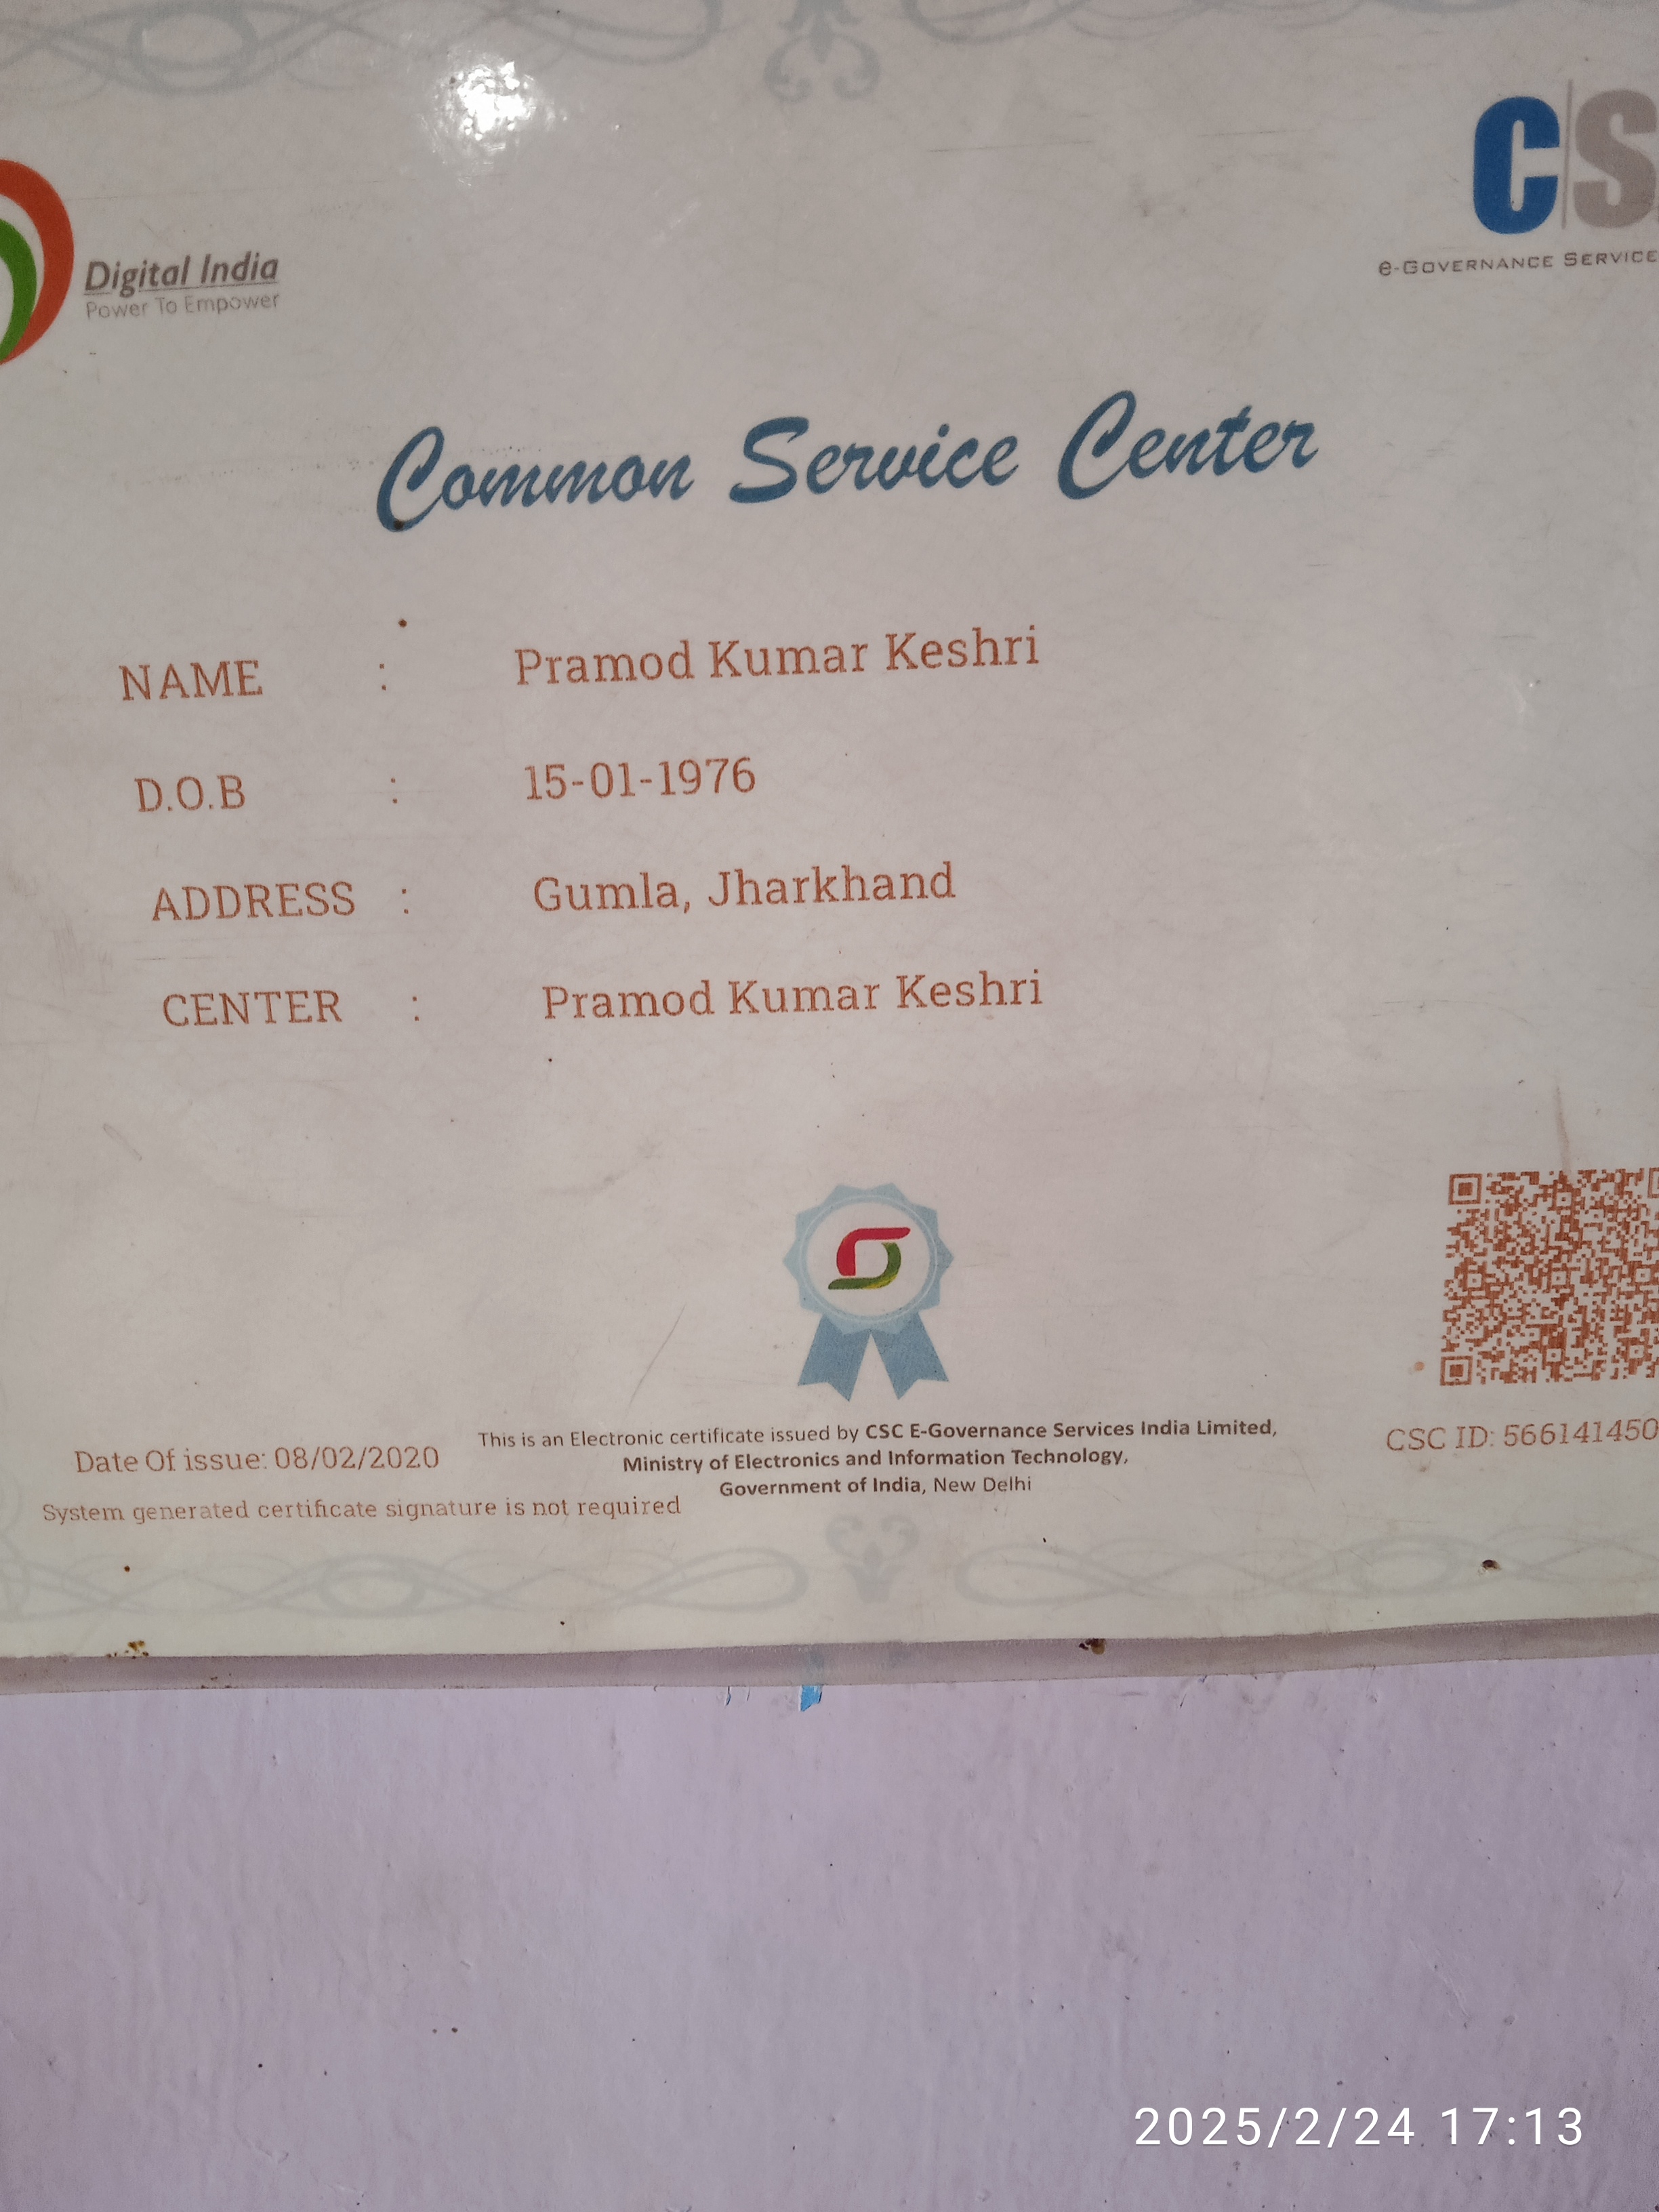 Digital India
Power To Empower
CS
e-GOVERNANCE SERVICE
Common Service Center
NAME : Pramod Kumar Keshri
D.O.B : 15-01-1976
ADDRESS : Gumla, Jharkhand
CENTER : Pramod Kumar Keshri
This is an Electronic certificate issued by CSC E-Governance Services India Limited,
Ministry of Electronics and Information Technology,
Government of India, New Delhi
Date Of issue: 08/02/2020
System generated certificate signature is not required
CSC ID: 566141450
2025/2/24 17:13